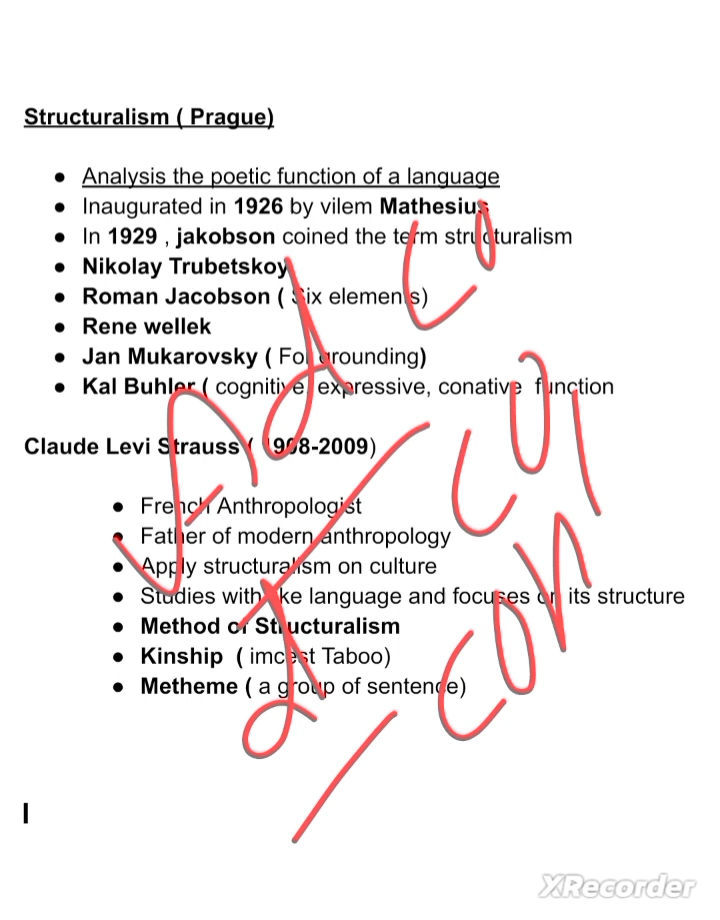 Structuralism ( Prague)
● Analysis the poetic function of a language
● Inaugurated in 1926 by vilem Mathesius
● In 1929 , jakobson coined the term structuralism
● Nikolay Trubetskoy
● Roman Jacobson ( Six elements)
● Rene wellek
● Jan Mukarovsky ( Forgrounding)
● Kal Buhler ( cognitive, expressive, conative function
Claude Levi Strauss ( 1908-2009)
● French Anthropologist
● Father of modern anthropology
● Apply structuralism on culture
● Studies with like language and focuses on its structure
● Method of Structuralism
● Kinship ( imcest Taboo)
● Metheme ( a group of sentence)
XRecorder